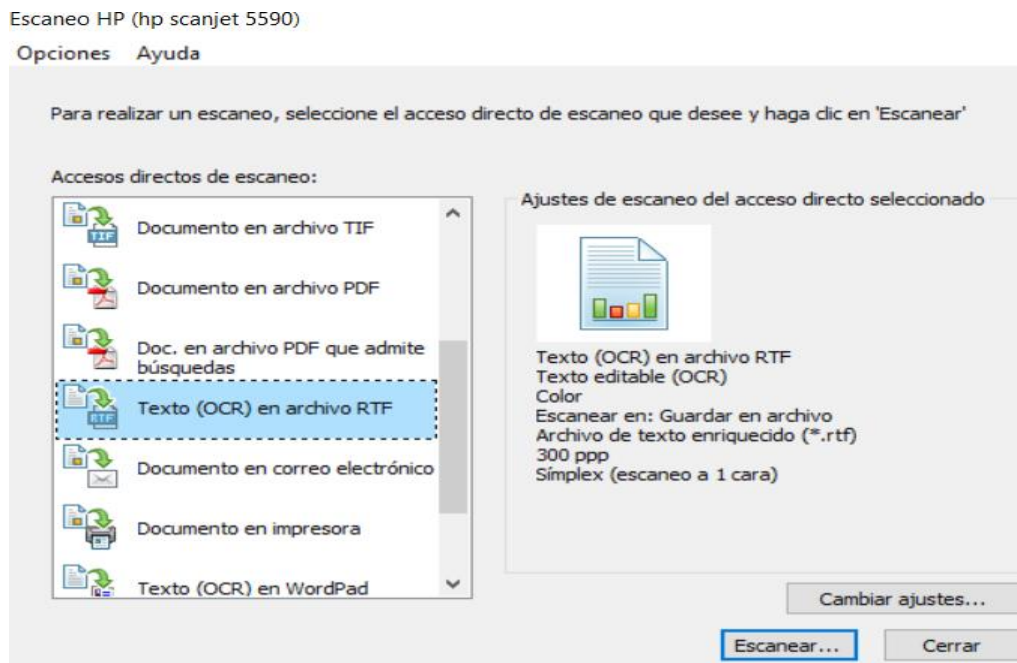 Escaneo HP (hp scanjet 5590)
Opciones Ayuda
Para realizar un escaneo, seleccione el acceso directo de escaneo que desee y haga clic en 'Escanear'
Accesos directos de escaneo:
TIF
Documento en archivo TIF
Documento en archivo PDF
Doc. en archivo PDF que admite
búsquedas
RTF
Texto (OCR) en archivo RTF
Documento en correo electrónico
Documento en impresora
Texto (OCR) en WordPad
Ajustes de escaneo del acceso directo seleccionado
Texto (OCR) en archivo RTF
Texto editable (OCR)
Color
Escanear en: Guardar en archivo
Archivo de texto enriquecido (*.rtf)
300 ppp
Símplex (escaneo a 1 cara)
Cambiar ajustes...
Escanear... Cerrar